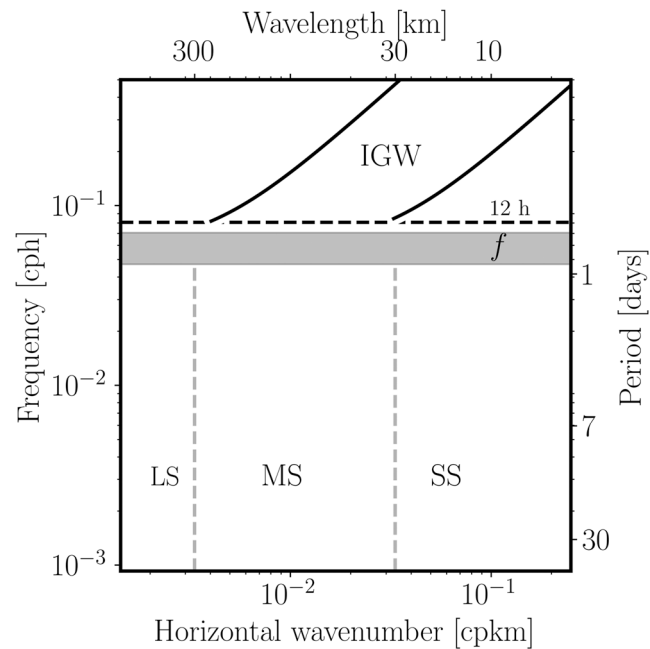 Wavelength [km]
300 30 10
IGW
10⁻¹
12 h
f
1
Frequency [cph]
Period [days]
10⁻²
7
LS MS SS
30
10⁻³
10⁻² 10⁻¹
Horizontal wavenumber [cpkm]